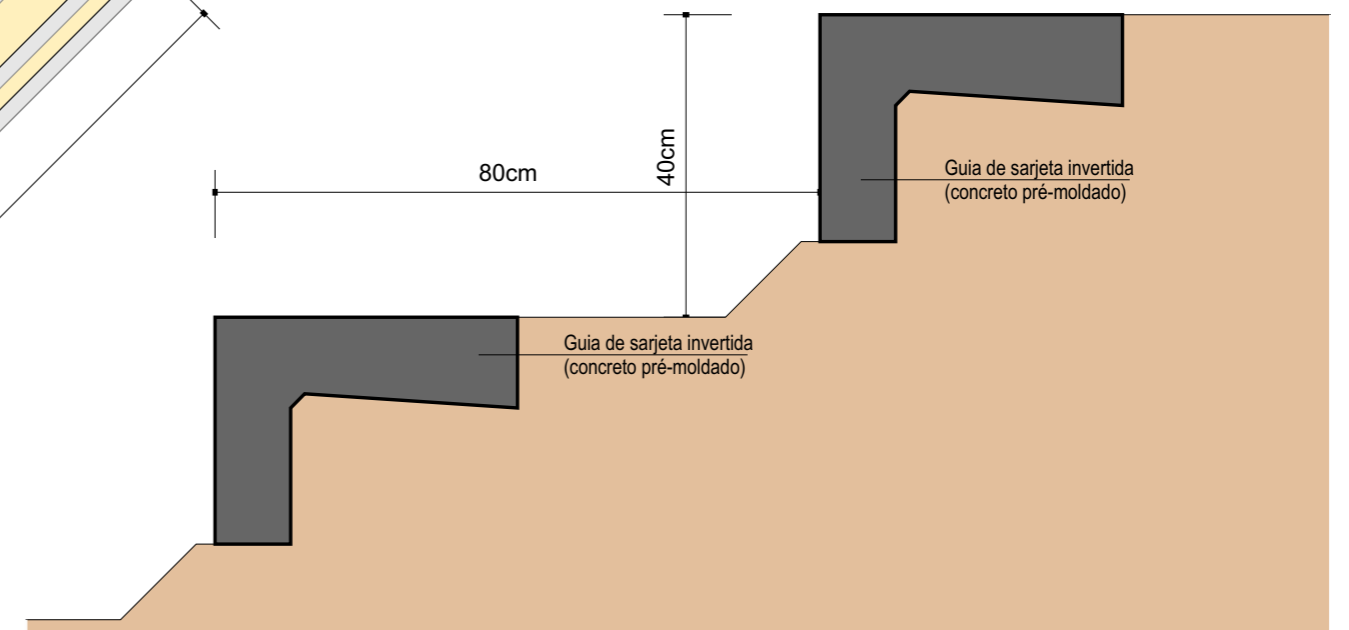 80cm
40cm
Guia de sarjeta invertida
(concreto pré-moldado)
Guia de sarjeta invertida
(concreto pré-moldado)